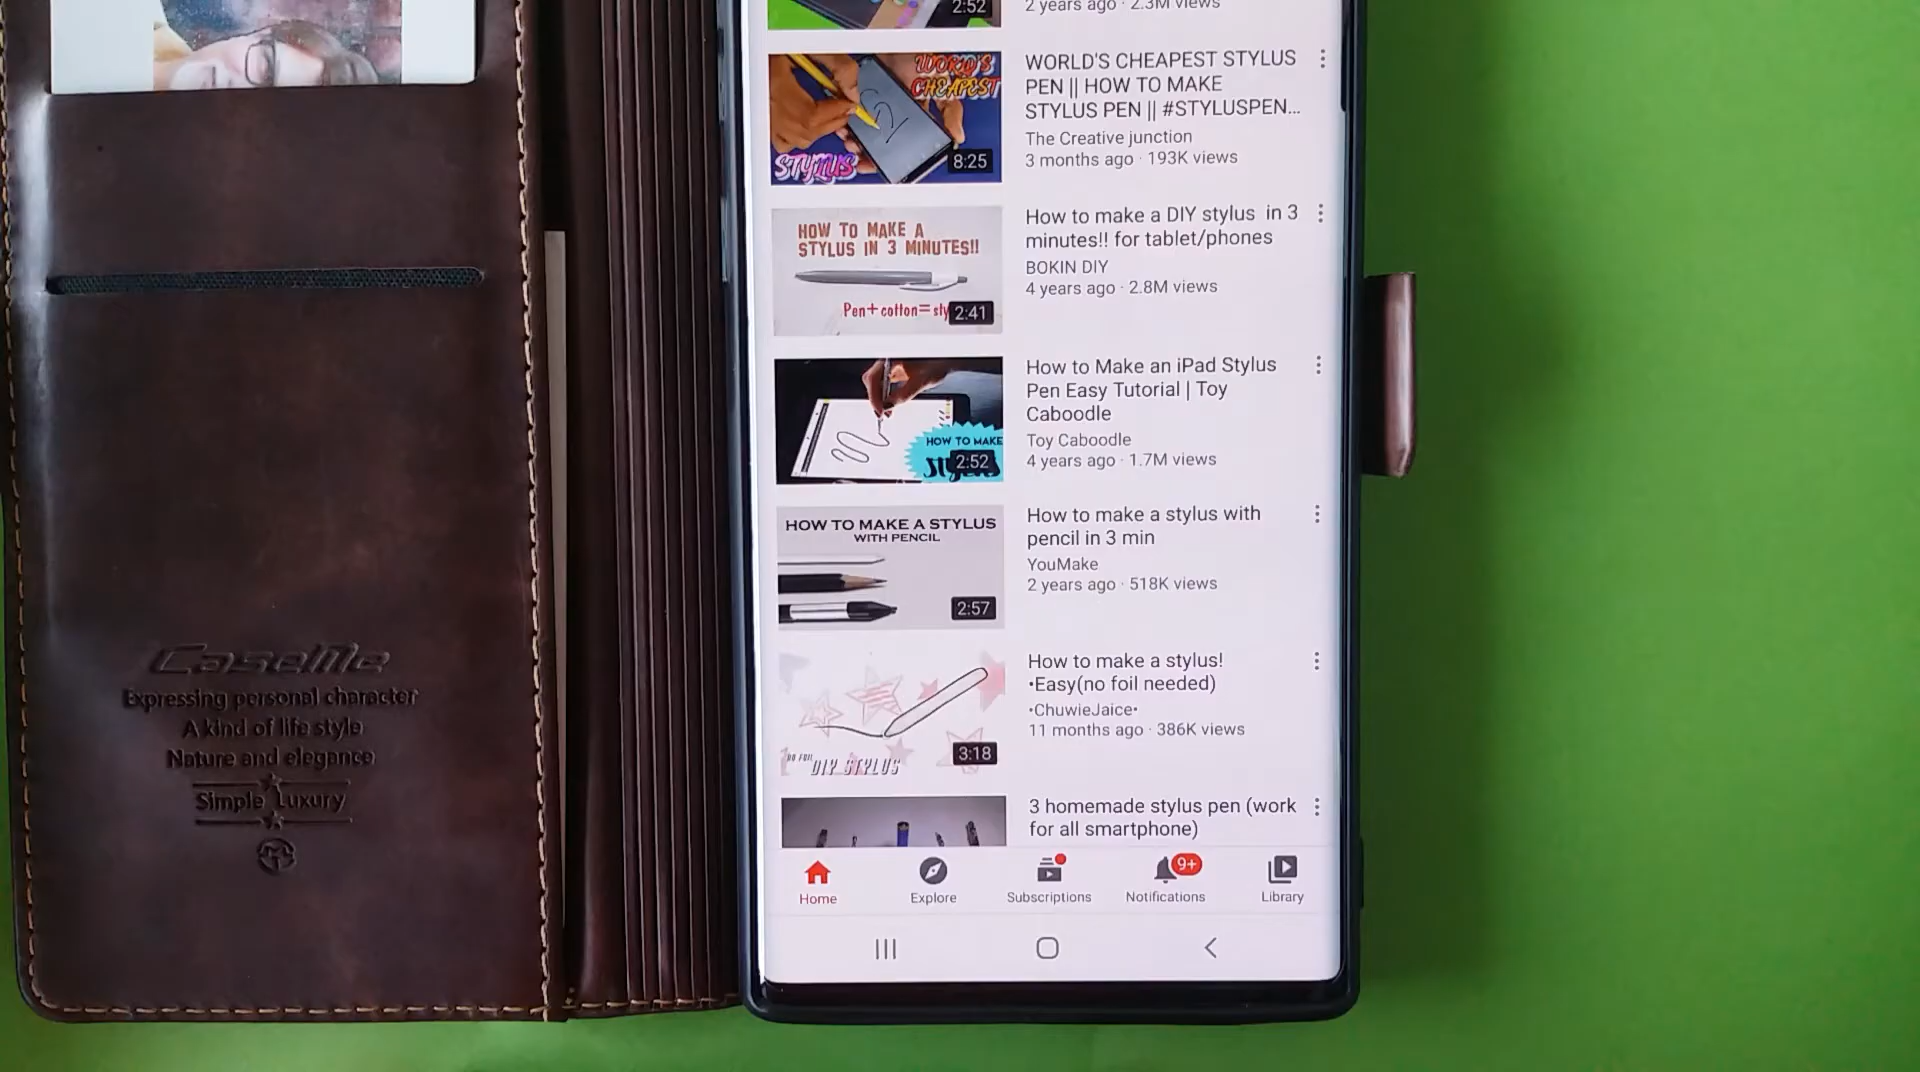 2:52
2 years ago · 2.3M views
WORLD'S
CHEAPEST
STYLUS
8:25
WORLD'S CHEAPEST STYLUS
PEN || HOW TO MAKE
STYLUS PEN || #STYLUSPEN...
The Creative junction
3 months ago · 193K views
HOW TO MAKE A
STYLUS IN 3 MINUTES!!
Pen+cotton=sty
2:41
How to make a DIY stylus in 3
minutes!! for tablet/phones
BOKIN DIY
4 years ago · 2.8M views
HOW TO MAKE
2:52
How to Make an iPad Stylus
Pen Easy Tutorial | Toy
Caboodle
Toy Caboodle
4 years ago · 1.7M views
HOW TO MAKE A STYLUS
WITH PENCIL
2:57
How to make a stylus with
pencil in 3 min
YouMake
2 years ago · 518K views
NO FOIL
DIY STYLUS
3:18
How to make a stylus!
•Easy(no foil needed)
•ChuwieJaice•
11 months ago · 386K views
3 homemade stylus pen (work
for all smartphone)
Home
Explore
Subscriptions
9+
Notifications
Library
CaseMe
Expressing personal character
A kind of life style
Nature and elegance
Simple Luxury